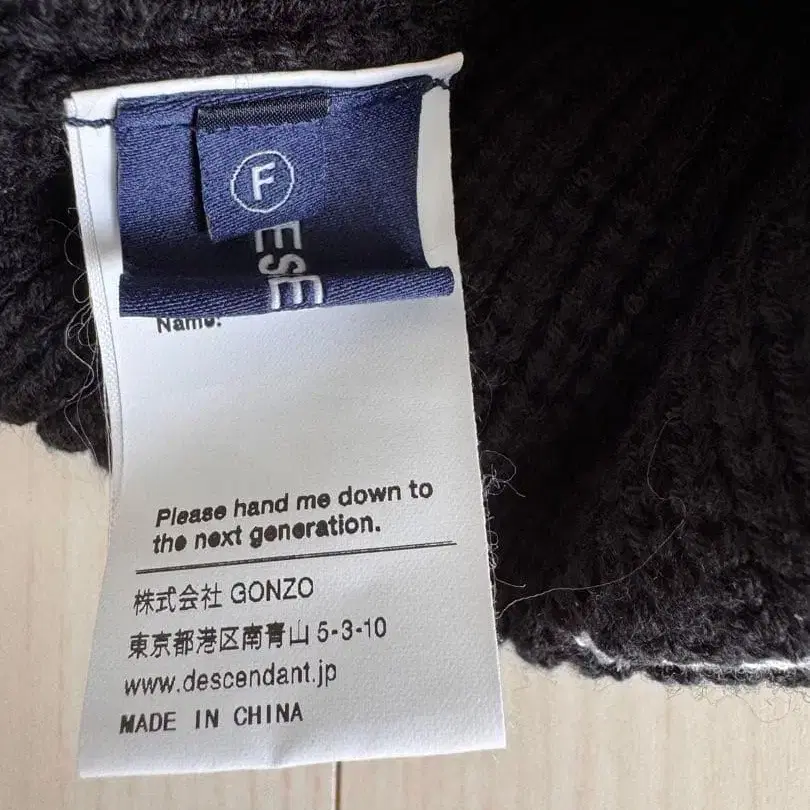 F
ESE
Name:
Please hand me down to
the next generation.
株式会社 GONZO
東京都港区南青山 5-3-10
www.descendant.jp
MADE IN CHINA